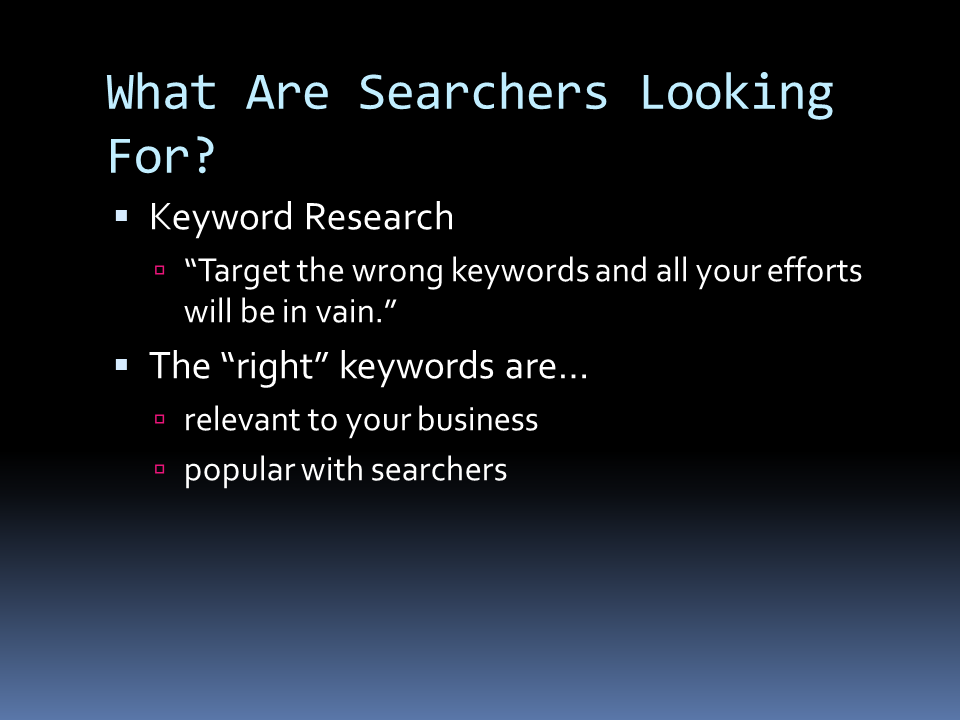 What Are Searchers Looking
For?
Keyword Research
“Target the wrong keywords and all your efforts
will be in vain.”
The “right” keywords are…
relevant to your business
popular with searchers